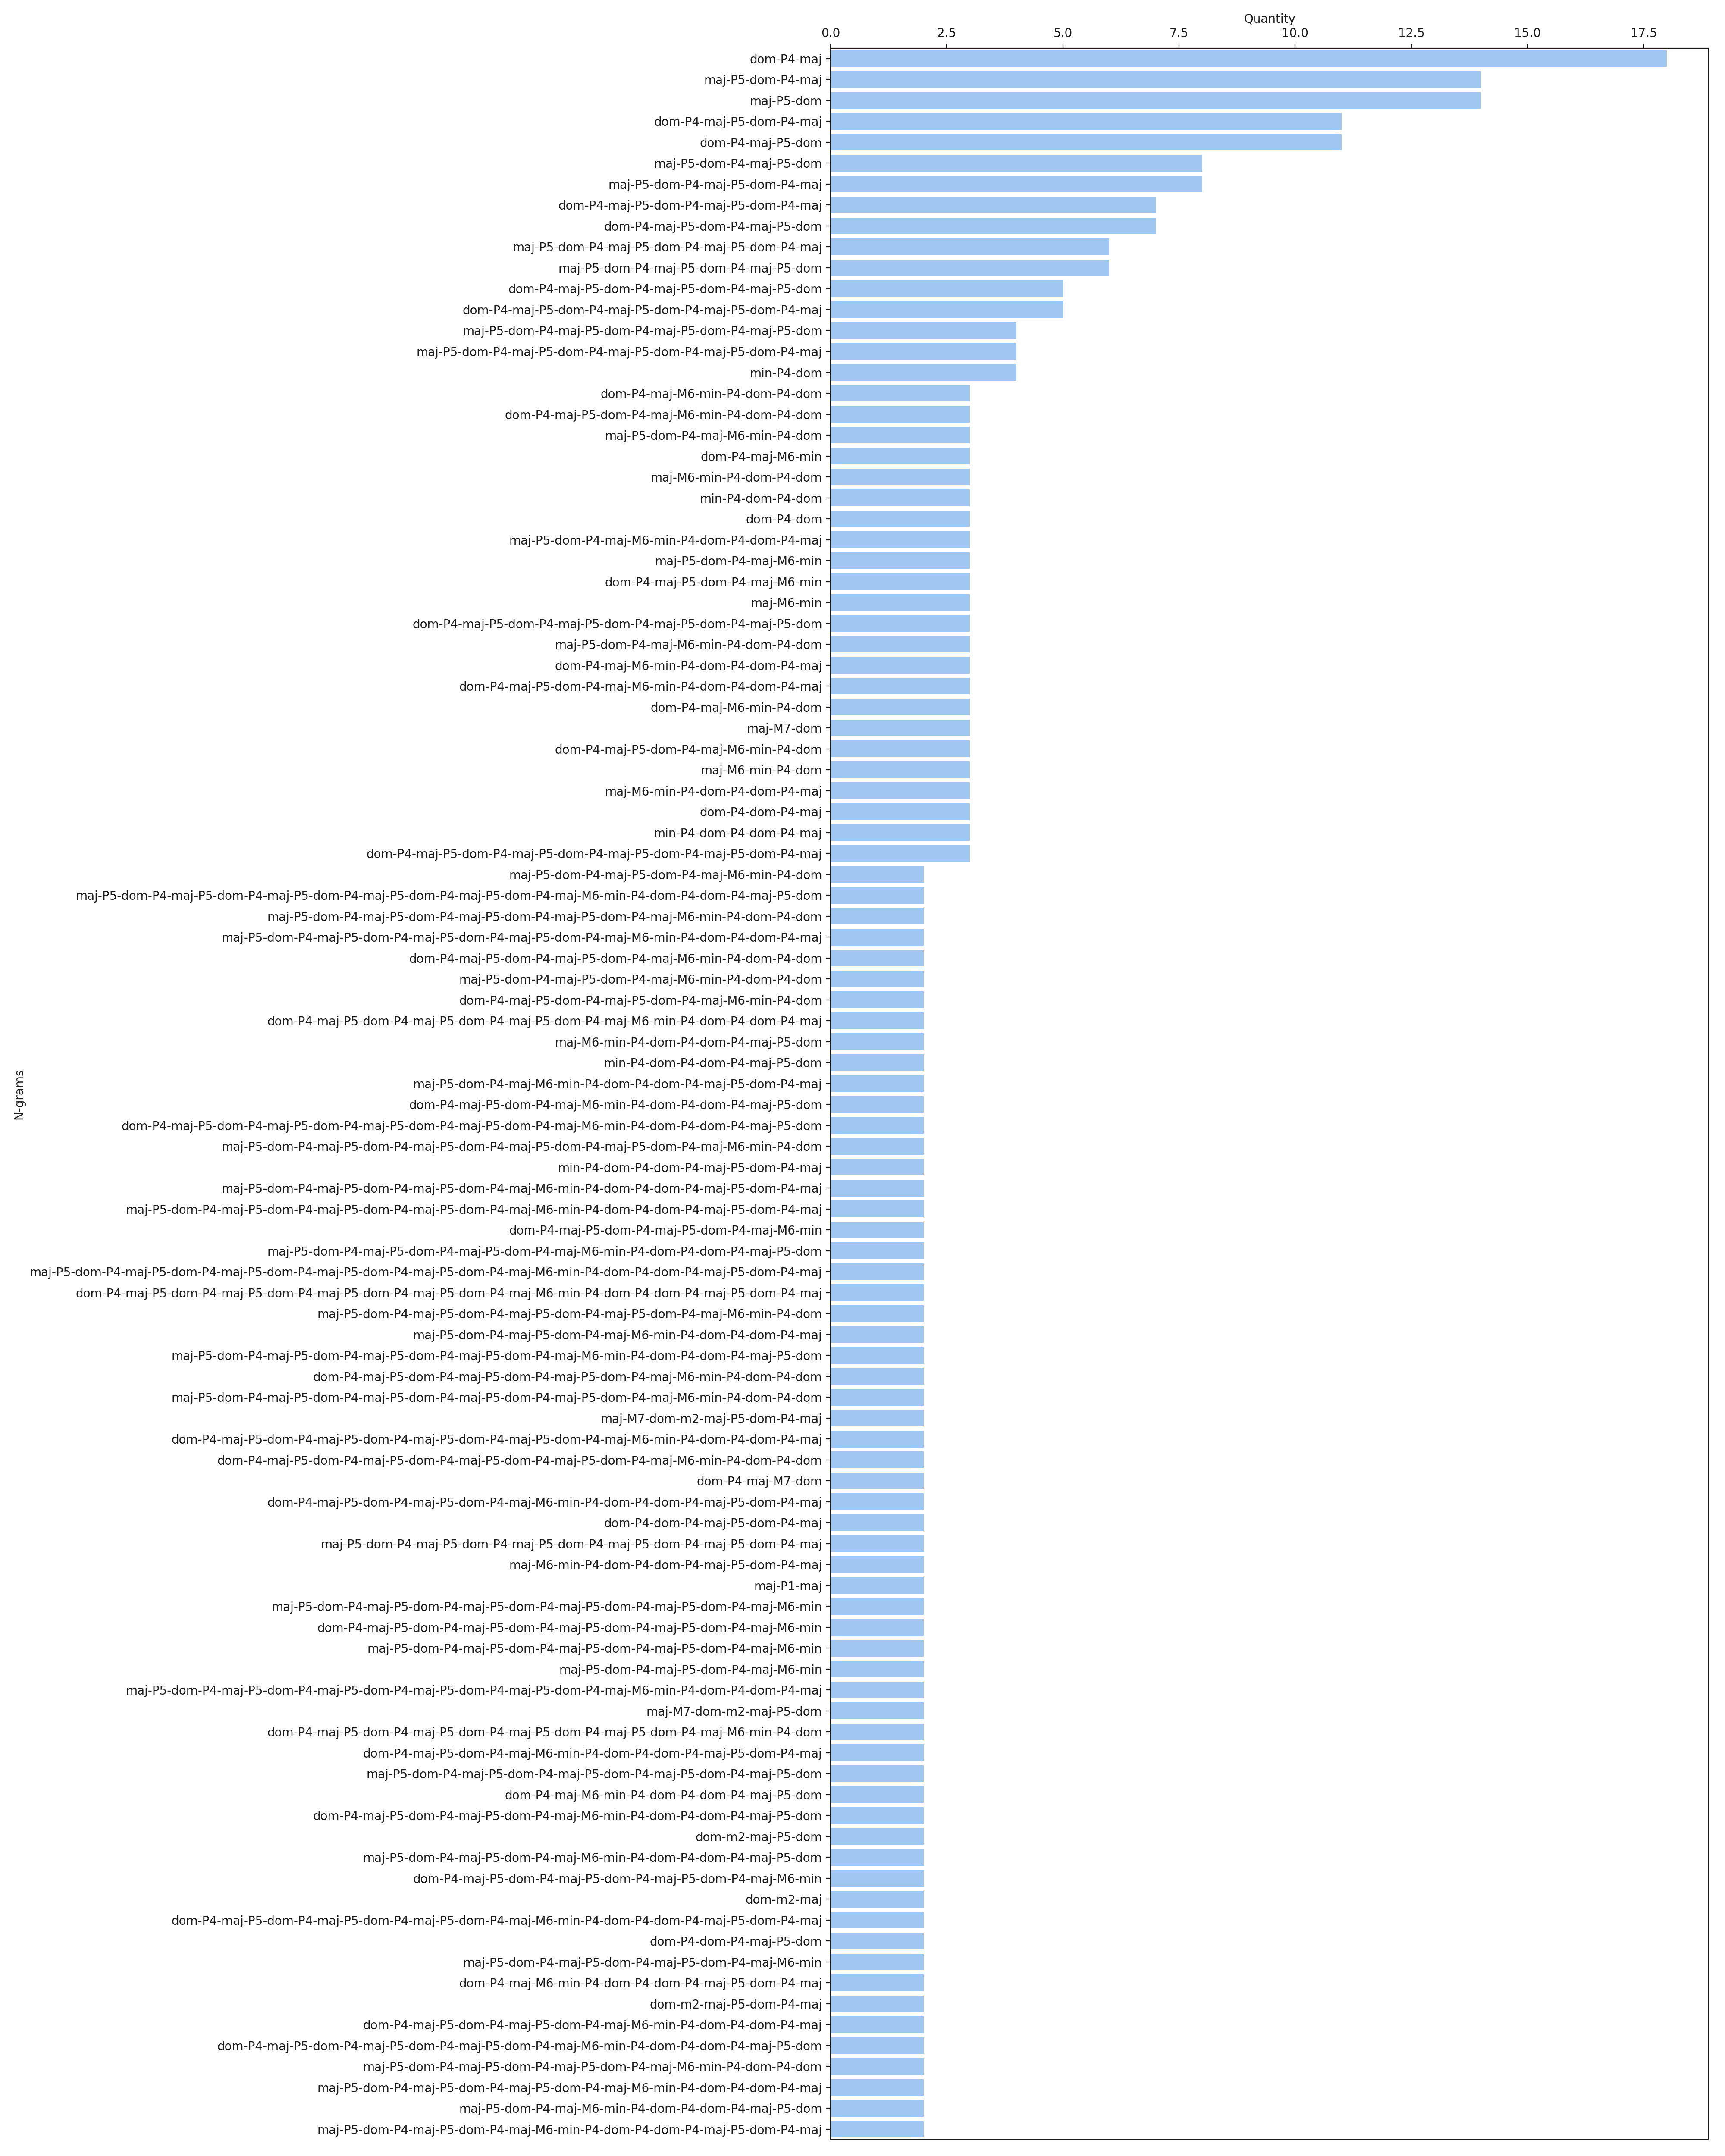 Quantity
0.0 2.5 5.0 7.5 10.0 12.5 15.0 17.5
dom-P4-maj
maj-P5-dom-P4-maj
maj-P5-dom
dom-P4-maj-P5-dom-P4-maj
dom-P4-maj-P5-dom
maj-P5-dom-P4-maj-P5-dom
maj-P5-dom-P4-maj-P5-dom-P4-maj
dom-P4-maj-P5-dom-P4-maj-P5-dom-P4-maj
dom-P4-maj-P5-dom-P4-maj-P5-dom
maj-P5-dom-P4-maj-P5-dom-P4-maj-P5-dom-P4-maj
maj-P5-dom-P4-maj-P5-dom-P4-maj-P5-dom
dom-P4-maj-P5-dom-P4-maj-P5-dom-P4-maj-P5-dom
dom-P4-maj-P5-dom-P4-maj-P5-dom-P4-maj-P5-dom-P4-maj
maj-P5-dom-P4-maj-P5-dom-P4-maj-P5-dom-P4-maj-P5-dom
maj-P5-dom-P4-maj-P5-dom-P4-maj-P5-dom-P4-maj-P5-dom-P4-maj
min-P4-dom
dom-P4-maj-M6-min-P4-dom-P4-dom
dom-P4-maj-P5-dom-P4-maj-M6-min-P4-dom-P4-dom
maj-P5-dom-P4-maj-M6-min-P4-dom
dom-P4-maj-M6-min
maj-M6-min-P4-dom-P4-dom
min-P4-dom-P4-dom
dom-P4-dom
maj-P5-dom-P4-maj-M6-min-P4-dom-P4-dom-P4-maj
maj-P5-dom-P4-maj-M6-min
dom-P4-maj-P5-dom-P4-maj-M6-min
maj-M6-min
dom-P4-maj-P5-dom-P4-maj-P5-dom-P4-maj-P5-dom-P4-maj-P5-dom
maj-P5-dom-P4-maj-M6-min-P4-dom-P4-dom
dom-P4-maj-M6-min-P4-dom-P4-dom-P4-maj
dom-P4-maj-P5-dom-P4-maj-M6-min-P4-dom-P4-dom-P4-maj
dom-P4-maj-M6-min-P4-dom
maj-M7-dom
dom-P4-maj-P5-dom-P4-maj-M6-min-P4-dom
maj-M6-min-P4-dom
maj-M6-min-P4-dom-P4-dom-P4-maj
dom-P4-dom-P4-maj
min-P4-dom-P4-dom-P4-maj
dom-P4-maj-P5-dom-P4-maj-P5-dom-P4-maj-P5-dom-P4-maj-P5-dom-P4-maj
maj-P5-dom-P4-maj-P5-dom-P4-maj-M6-min-P4-dom
maj-P5-dom-P4-maj-P5-dom-P4-maj-P5-dom-P4-maj-P5-dom-P4-maj-P5-dom-P4-maj-M6-min-P4-dom-P4-dom-P4-maj-P5-dom
maj-P5-dom-P4-maj-P5-dom-P4-maj-P5-dom-P4-maj-P5-dom-P4-maj-M6-min-P4-dom-P4-dom
maj-P5-dom-P4-maj-P5-dom-P4-maj-P5-dom-P4-maj-P5-dom-P4-maj-M6-min-P4-dom-P4-dom-P4-maj
dom-P4-maj-P5-dom-P4-maj-P5-dom-P4-maj-M6-min-P4-dom-P4-dom
maj-P5-dom-P4-maj-P5-dom-P4-maj-M6-min-P4-dom-P4-dom
dom-P4-maj-P5-dom-P4-maj-P5-dom-P4-maj-M6-min-P4-dom
dom-P4-maj-P5-dom-P4-maj-P5-dom-P4-maj-P5-dom-P4-maj-M6-min-P4-dom-P4-dom-P4-maj
maj-M6-min-P4-dom-P4-dom-P4-maj-P5-dom
min-P4-dom-P4-dom-P4-maj-P5-dom
N-grams
maj-P5-dom-P4-maj-M6-min-P4-dom-P4-dom-P4-maj-P5-dom-P4-maj
dom-P4-maj-P5-dom-P4-maj-M6-min-P4-dom-P4-dom-P4-maj-P5-dom
dom-P4-maj-P5-dom-P4-maj-P5-dom-P4-maj-P5-dom-P4-maj-P5-dom-P4-maj-M6-min-P4-dom-P4-dom-P4-maj-P5-dom
maj-P5-dom-P4-maj-P5-dom-P4-maj-P5-dom-P4-maj-P5-dom-P4-maj-P5-dom-P4-maj-M6-min-P4-dom
min-P4-dom-P4-dom-P4-maj-P5-dom-P4-maj
maj-P5-dom-P4-maj-P5-dom-P4-maj-P5-dom-P4-maj-M6-min-P4-dom-P4-dom-P4-maj-P5-dom-P4-maj
maj-P5-dom-P4-maj-P5-dom-P4-maj-P5-dom-P4-maj-P5-dom-P4-maj-M6-min-P4-dom-P4-dom-P4-maj-P5-dom-P4-maj
dom-P4-maj-P5-dom-P4-maj-P5-dom-P4-maj-M6-min
maj-P5-dom-P4-maj-P5-dom-P4-maj-P5-dom-P4-maj-M6-min-P4-dom-P4-dom-P4-maj-P5-dom
maj-P5-dom-P4-maj-P5-dom-P4-maj-P5-dom-P4-maj-P5-dom-P4-maj-P5-dom-P4-maj-M6-min-P4-dom-P4-dom-P4-maj-P5-dom-P4-maj
dom-P4-maj-P5-dom-P4-maj-P5-dom-P4-maj-P5-dom-P4-maj-P5-dom-P4-maj-M6-min-P4-dom-P4-dom-P4-maj-P5-dom-P4-maj
maj-P5-dom-P4-maj-P5-dom-P4-maj-P5-dom-P4-maj-P5-dom-P4-maj-M6-min-P4-dom
maj-P5-dom-P4-maj-P5-dom-P4-maj-M6-min-P4-dom-P4-dom-P4-maj
maj-P5-dom-P4-maj-P5-dom-P4-maj-P5-dom-P4-maj-P5-dom-P4-maj-M6-min-P4-dom-P4-dom-P4-maj-P5-dom
dom-P4-maj-P5-dom-P4-maj-P5-dom-P4-maj-P5-dom-P4-maj-M6-min-P4-dom-P4-dom
maj-P5-dom-P4-maj-P5-dom-P4-maj-P5-dom-P4-maj-P5-dom-P4-maj-P5-dom-P4-maj-M6-min-P4-dom-P4-dom
maj-M7-dom-m2-maj-P5-dom-P4-maj
dom-P4-maj-P5-dom-P4-maj-P5-dom-P4-maj-P5-dom-P4-maj-P5-dom-P4-maj-M6-min-P4-dom-P4-dom-P4-maj
dom-P4-maj-P5-dom-P4-maj-P5-dom-P4-maj-P5-dom-P4-maj-P5-dom-P4-maj-M6-min-P4-dom-P4-dom
dom-P4-maj-M7-dom
dom-P4-maj-P5-dom-P4-maj-P5-dom-P4-maj-M6-min-P4-dom-P4-dom-P4-maj-P5-dom-P4-maj
dom-P4-dom-P4-maj-P5-dom-P4-maj
maj-P5-dom-P4-maj-P5-dom-P4-maj-P5-dom-P4-maj-P5-dom-P4-maj-P5-dom-P4-maj
maj-M6-min-P4-dom-P4-dom-P4-maj-P5-dom-P4-maj
maj-P1-maj
maj-P5-dom-P4-maj-P5-dom-P4-maj-P5-dom-P4-maj-P5-dom-P4-maj-P5-dom-P4-maj-M6-min
dom-P4-maj-P5-dom-P4-maj-P5-dom-P4-maj-P5-dom-P4-maj-P5-dom-P4-maj-M6-min
maj-P5-dom-P4-maj-P5-dom-P4-maj-P5-dom-P4-maj-P5-dom-P4-maj-M6-min
maj-P5-dom-P4-maj-P5-dom-P4-maj-M6-min
maj-P5-dom-P4-maj-P5-dom-P4-maj-P5-dom-P4-maj-P5-dom-P4-maj-P5-dom-P4-maj-M6-min-P4-dom-P4-dom-P4-maj
maj-M7-dom-m2-maj-P5-dom
dom-P4-maj-P5-dom-P4-maj-P5-dom-P4-maj-P5-dom-P4-maj-P5-dom-P4-maj-M6-min-P4-dom
dom-P4-maj-P5-dom-P4-maj-M6-min-P4-dom-P4-dom-P4-maj-P5-dom-P4-maj
maj-P5-dom-P4-maj-P5-dom-P4-maj-P5-dom-P4-maj-P5-dom-P4-maj-P5-dom
dom-P4-maj-M6-min-P4-dom-P4-dom-P4-maj-P5-dom
dom-P4-maj-P5-dom-P4-maj-P5-dom-P4-maj-M6-min-P4-dom-P4-dom-P4-maj-P5-dom
dom-m2-maj-P5-dom
maj-P5-dom-P4-maj-P5-dom-P4-maj-M6-min-P4-dom-P4-dom-P4-maj-P5-dom
dom-P4-maj-P5-dom-P4-maj-P5-dom-P4-maj-P5-dom-P4-maj-M6-min
dom-m2-maj
dom-P4-maj-P5-dom-P4-maj-P5-dom-P4-maj-P5-dom-P4-maj-M6-min-P4-dom-P4-dom-P4-maj-P5-dom-P4-maj
dom-P4-dom-P4-maj-P5-dom
maj-P5-dom-P4-maj-P5-dom-P4-maj-P5-dom-P4-maj-M6-min
dom-P4-maj-M6-min-P4-dom-P4-dom-P4-maj-P5-dom-P4-maj
dom-m2-maj-P5-dom-P4-maj
dom-P4-maj-P5-dom-P4-maj-P5-dom-P4-maj-M6-min-P4-dom-P4-dom-P4-maj
dom-P4-maj-P5-dom-P4-maj-P5-dom-P4-maj-P5-dom-P4-maj-M6-min-P4-dom-P4-dom-P4-maj-P5-dom
maj-P5-dom-P4-maj-P5-dom-P4-maj-P5-dom-P4-maj-M6-min-P4-dom-P4-dom
maj-P5-dom-P4-maj-P5-dom-P4-maj-P5-dom-P4-maj-M6-min-P4-dom-P4-dom-P4-maj
maj-P5-dom-P4-maj-M6-min-P4-dom-P4-dom-P4-maj-P5-dom
maj-P5-dom-P4-maj-P5-dom-P4-maj-M6-min-P4-dom-P4-dom-P4-maj-P5-dom-P4-maj